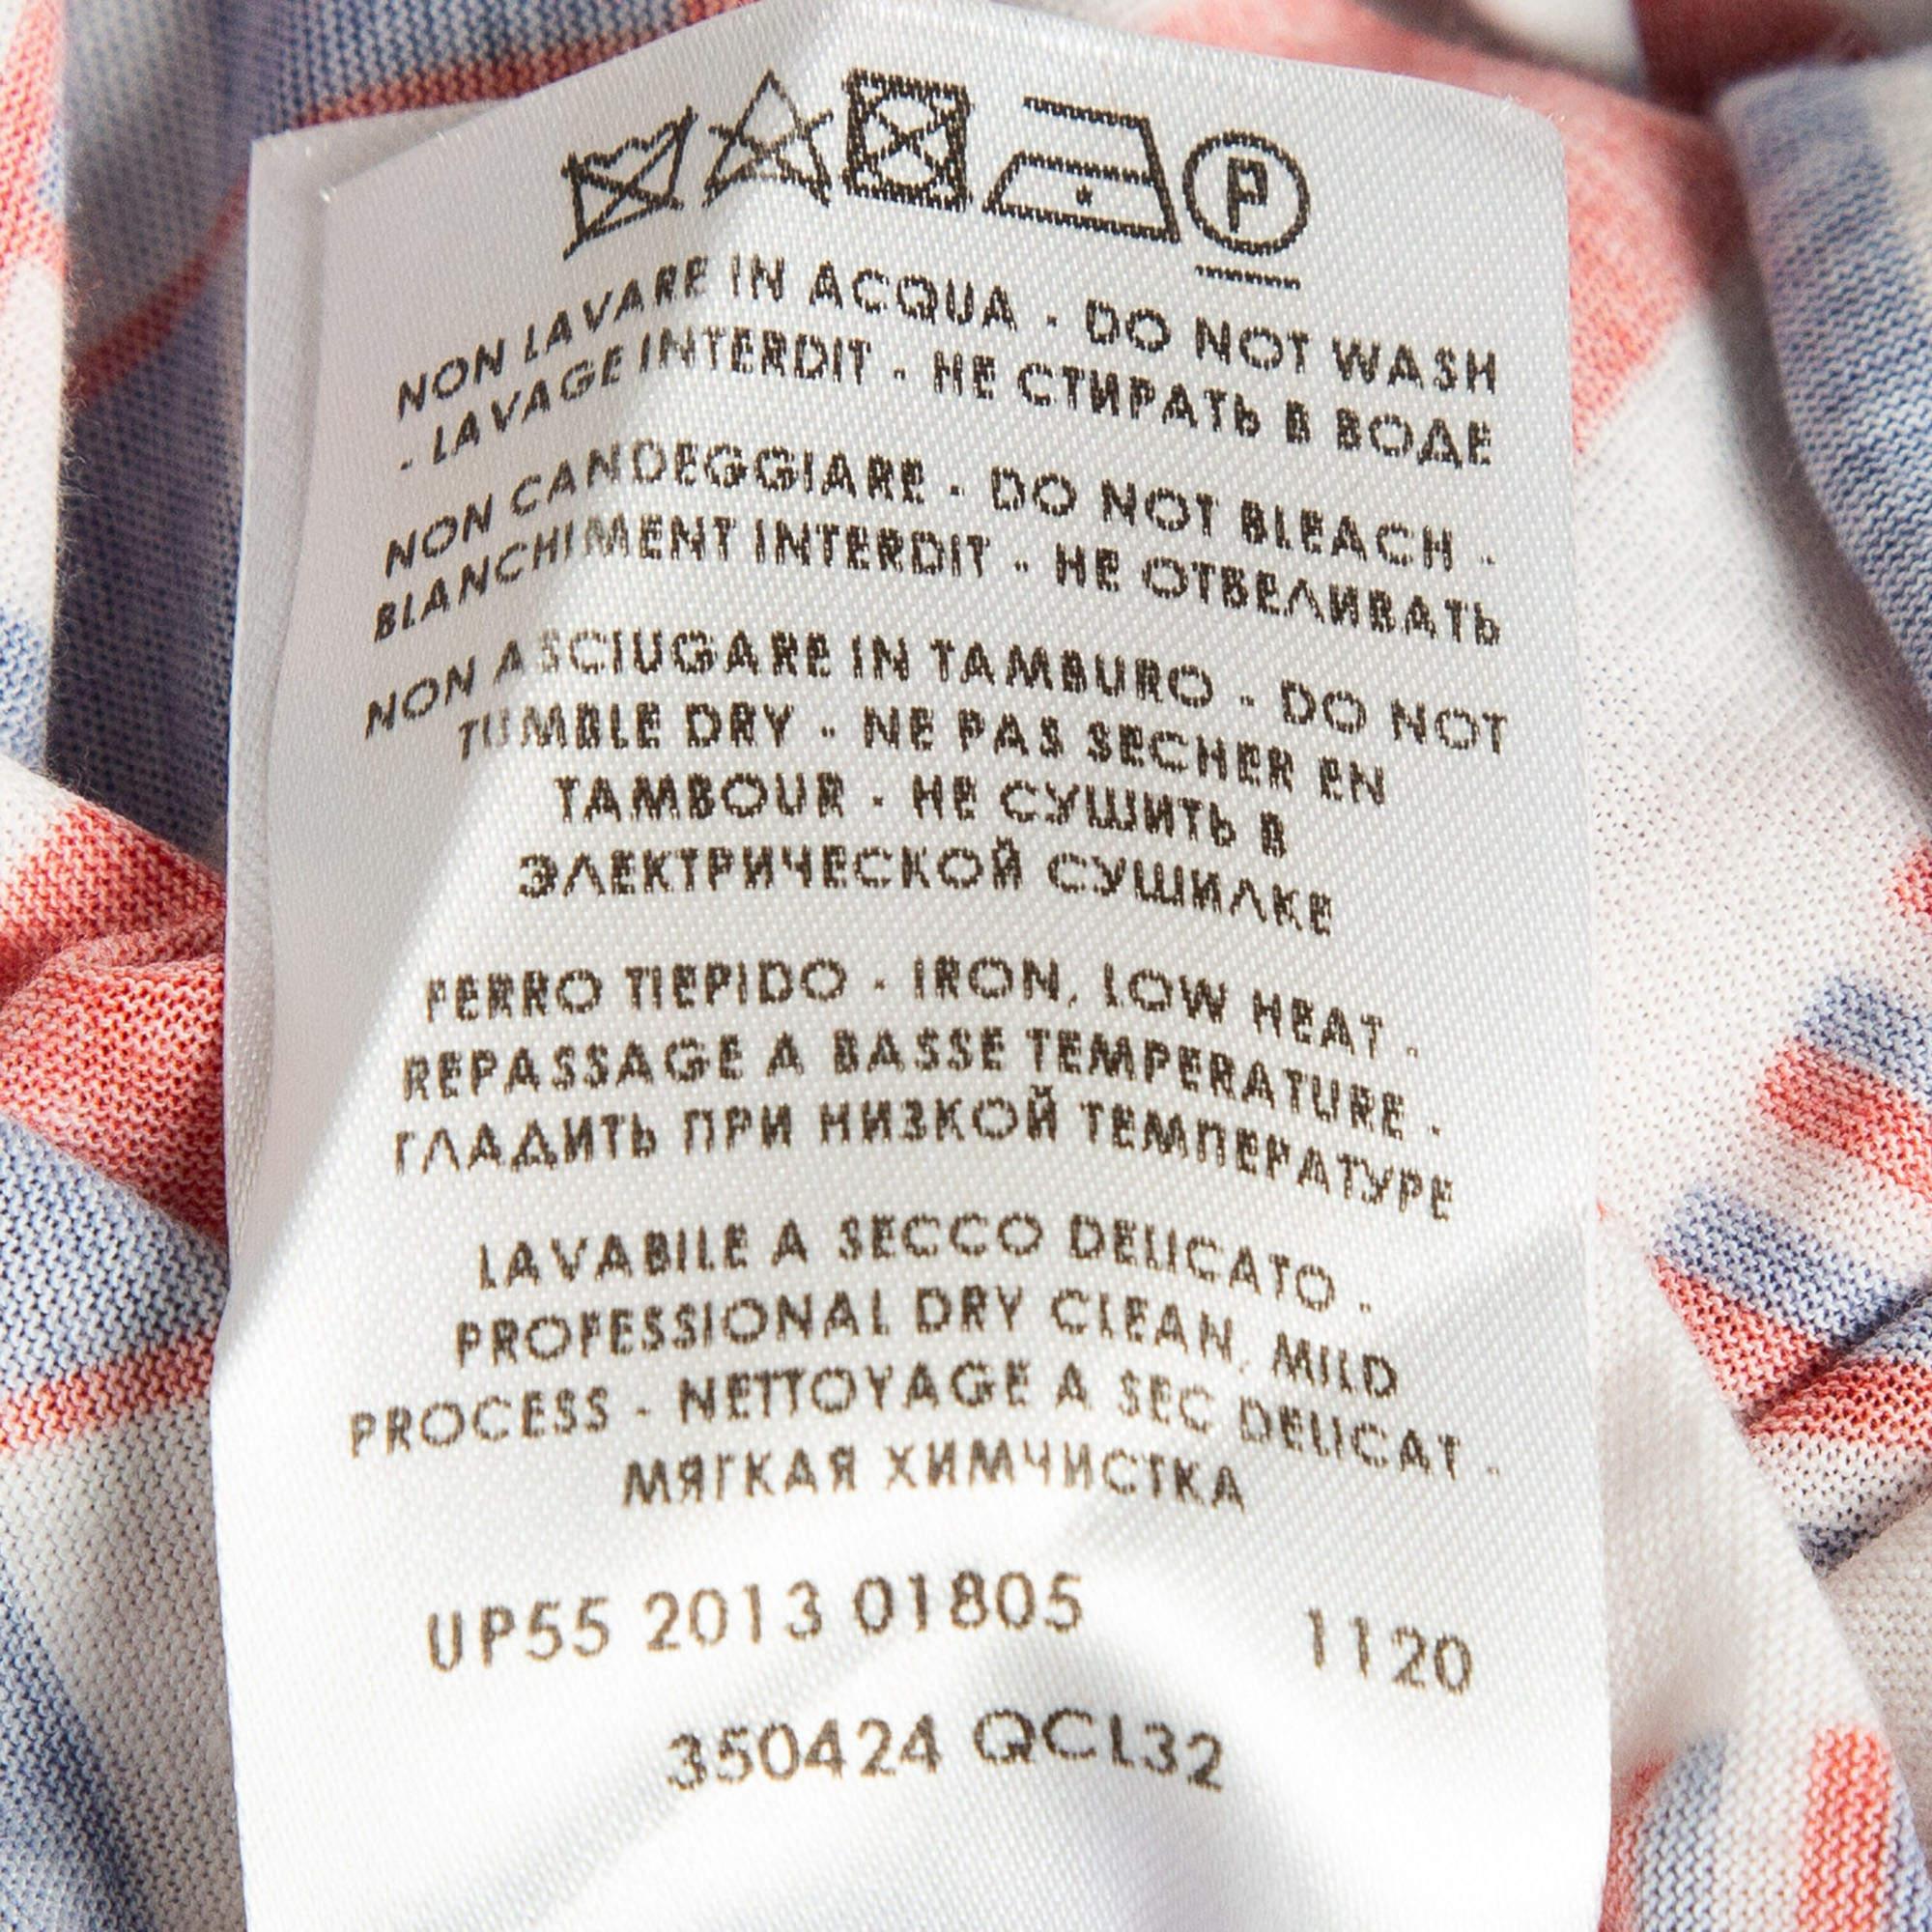 P
NON LAVARE IN ACQUA - DO NOT WASH
- LAVAGE INTERDIT - НЕ СТИРАТЬ В ВОДЕ
NON CANDEGGIARE - DO NOT BLEACH -
BLANCHIMENT INTERDIT - НЕ ОТБЕЛИВАТЬ
NON ASCIUGARE IN TAMBURO - DO NOT
TUMBLE DRY - NE PAS SECHER EN
TAMBOUR - НЕ СУШИТЬ В
ЭЛЕКТРИЧЕСКОЙ СУШИЛКЕ
FERRO TIEPIDO - IRON, LOW HEAT -
REPASSAGE A BASSE TEMPERATURE -
ГЛАДИТЬ ПРИ НИЗКОЙ ТЕМПЕРАТУРЕ
LAVABILE A SECCO DELICATO -
PROFESSIONAL DRY CLEAN, MILD
PROCESS - NETTOYAGE A SEC DELICAT -
МЯГКАЯ ХИМЧИСТКА
UP55 2013 01805 1120
350424 QCL32